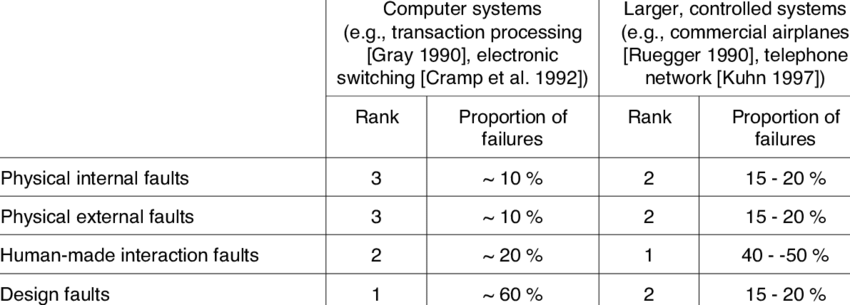 Computer systems
(e.g., transaction processing
[Gray 1990], electronic
switching [Cramp et al. 1992])
Larger, controlled systems
(e.g., commercial airplanes
[Ruegger 1990], telephone
network [Kuhn 1997])
Rank
Proportion of
failures
Rank
Proportion of
failures
Physical internal faults 3 ~ 10 % 2 15 - 20 %
Physical external faults 3 ~ 10 % 2 15 - 20 %
Human-made interaction faults 2 ~ 20 % 1 40 - -50 %
Design faults 1 ~ 60 % 2 15 - 20 %